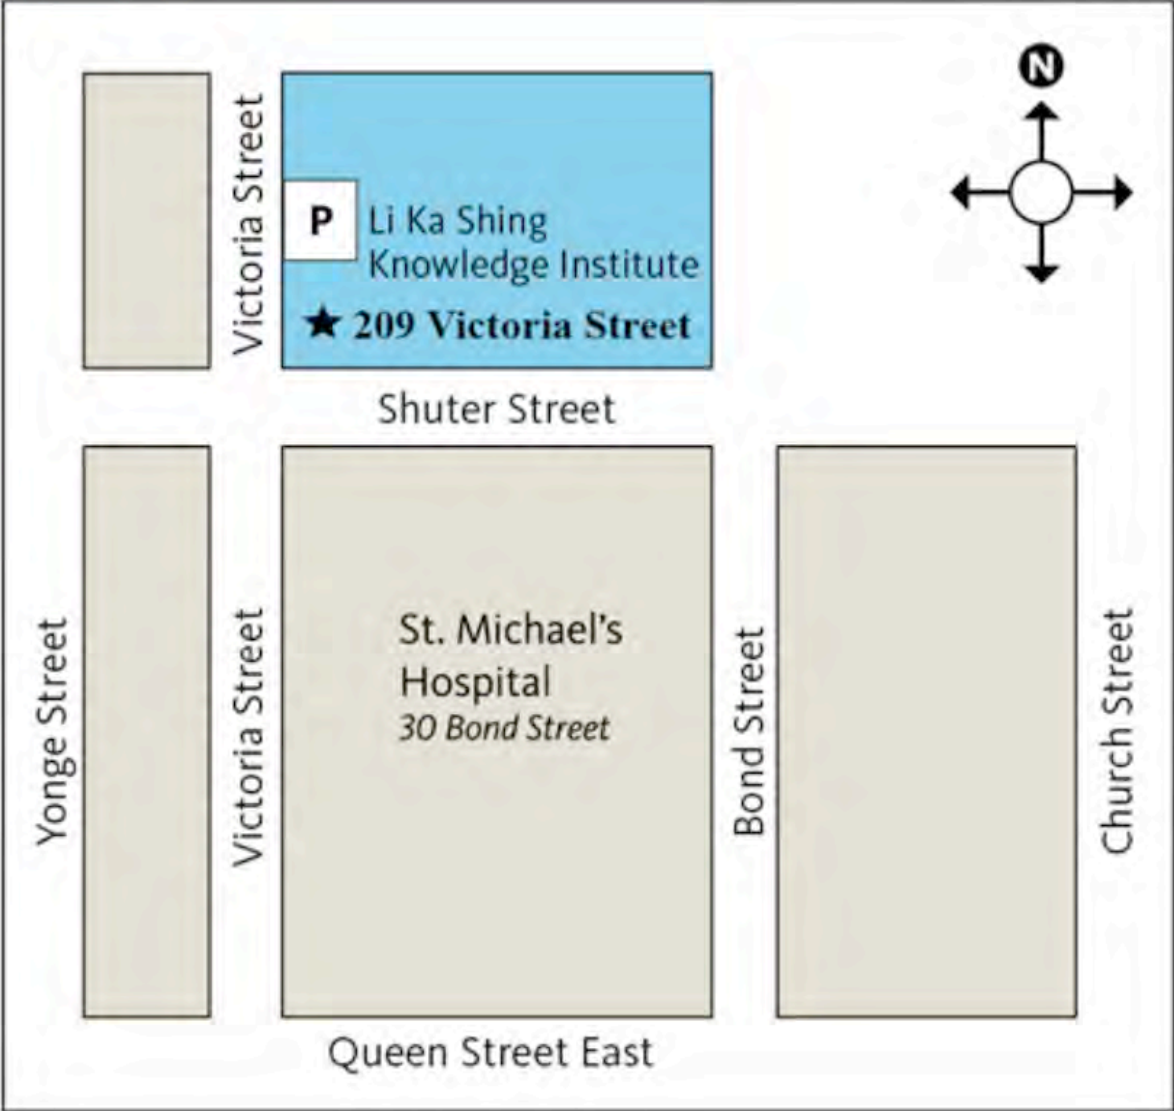 N
Victoria Street
P
Li Ka Shing
Knowledge Institute
★ 209 Victoria Street
Shuter Street
Yonge Street
Victoria Street
St. Michael's
Hospital
30 Bond Street
Bond Street
Church Street
Queen Street East